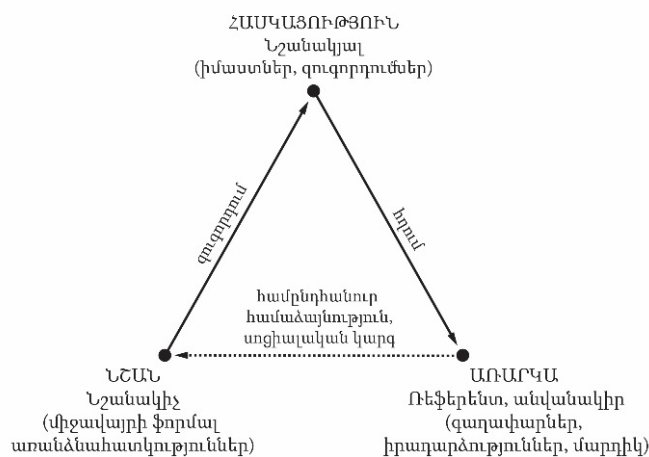 ՀԱՍԿԱՑՈՒԹՅՈՒՆ
Նշանակյալ
(իմաստներ, զուգորդումներ)
զուգորդում
հղում
համընդհանուր
համաձայնություն,
սոցիալական կարգ
ՆՇԱՆ
Նշանակիչ
(միջավայրի ֆորմալ
առանձնահատկություններ)
ԱՌԱՐԿԱ
Ռեֆերենտ, անվանակիր
(գաղափարներ,
իրադարձություններ, մարդիկ)